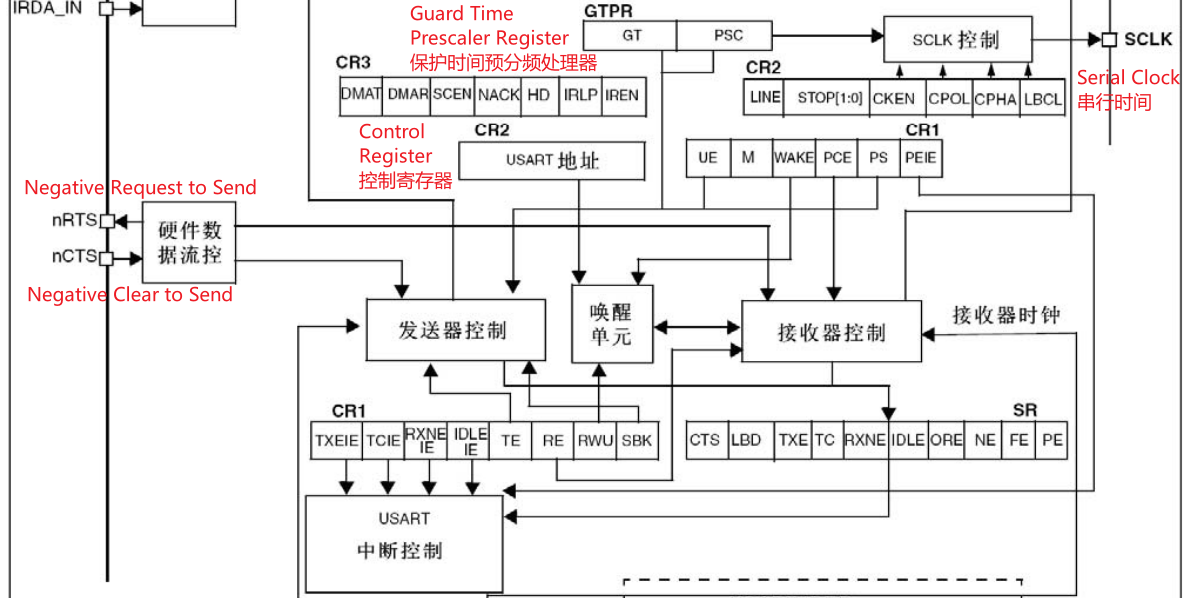 IRDA_IN
Guard Time
Prescaler Register
保护时间预分频处理器
GTPR
GT PSC
SCLK 控制
SCLK
Serial Clock
串行时间
CR3
DMAT DMAR SCEN NACK HD IRLP IREN
CR2
LINE STOP[1:0] CKEN CPOL CPHA LBCL
Control
Register
控制寄存器
CR2
USART 地址
CR1
UE M WAKE PCE PS PEIE
Negative Request to Send
nRTS
nCTS
硬件数
据流控
Negative Clear to Send
发送器控制
唤醒
单元
接收器控制
接收器时钟
CR1
TXEIE TCIE RXNE IE IDLE IE TE RE RWU SBK
SR
CTS LBD TXE TC RXNE IDLE ORE NE FE PE
USART
中断控制